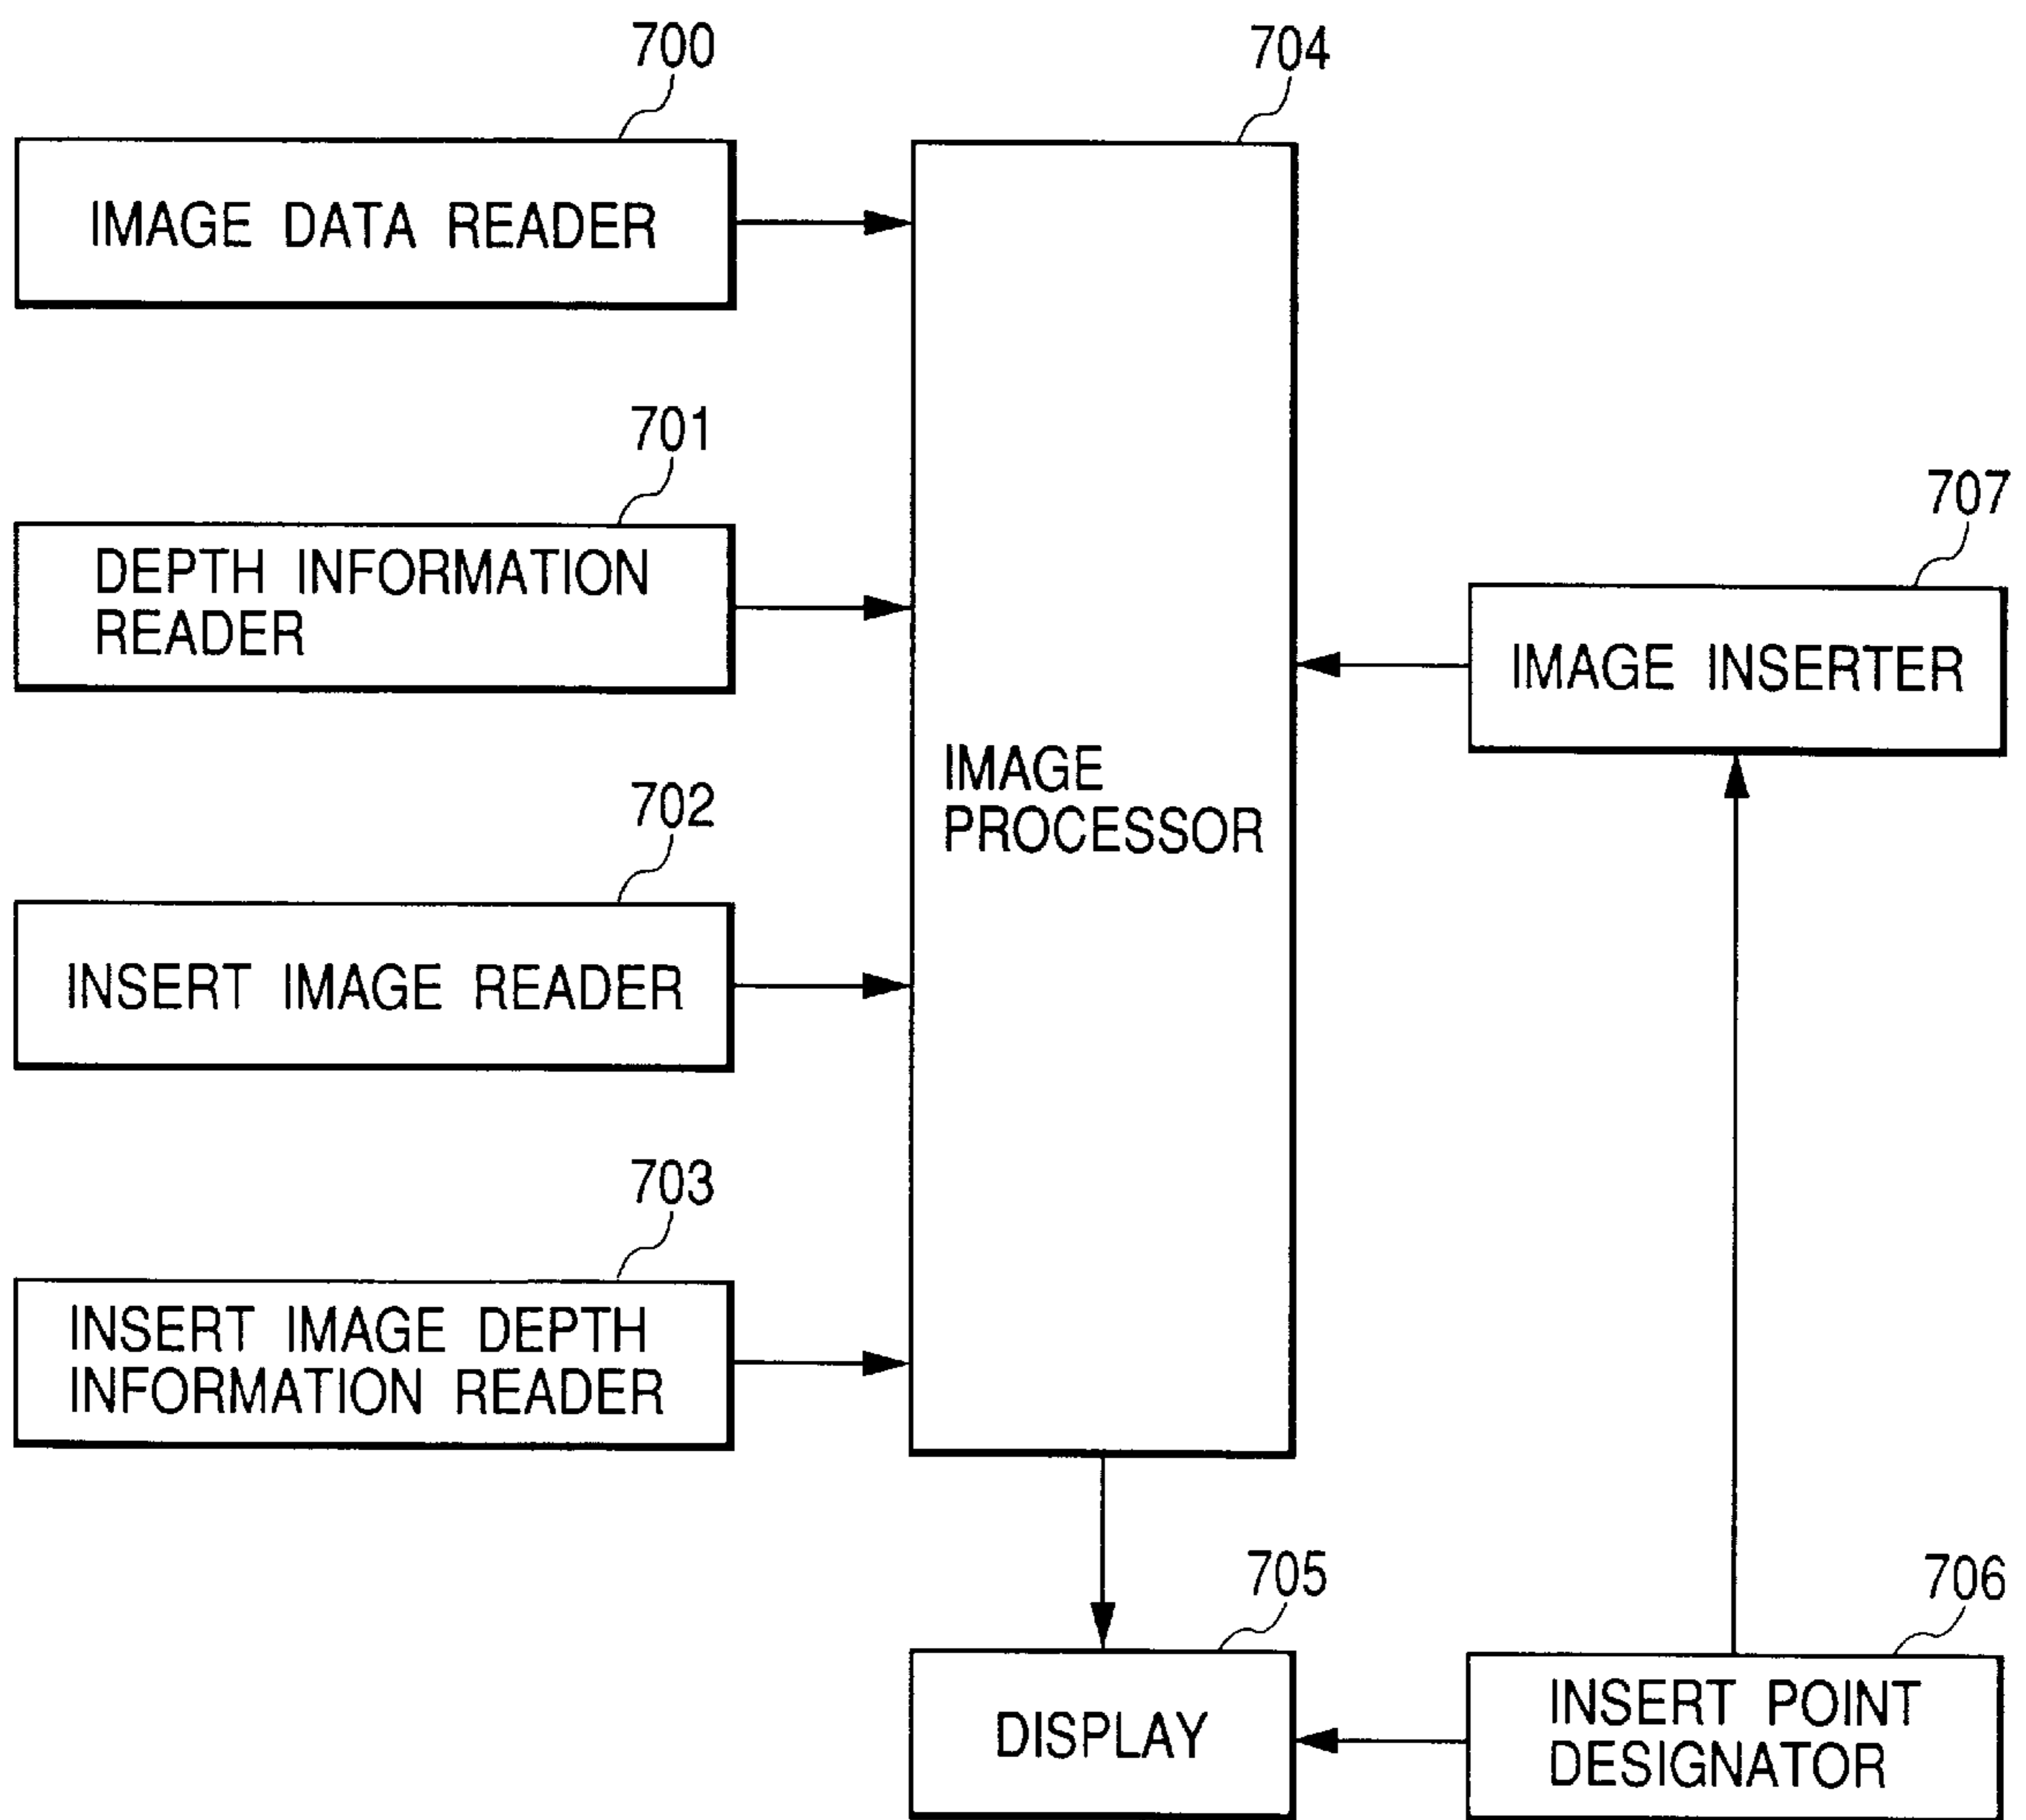 700
IMAGE DATA READER
701
DEPTH INFORMATION
READER
702
INSERT IMAGE READER
703
INSERT IMAGE DEPTH
INFORMATION READER
704
IMAGE
PROCESSOR
707
IMAGE INSERTER
705
DISPLAY
706
INSERT POINT
DESIGNATOR